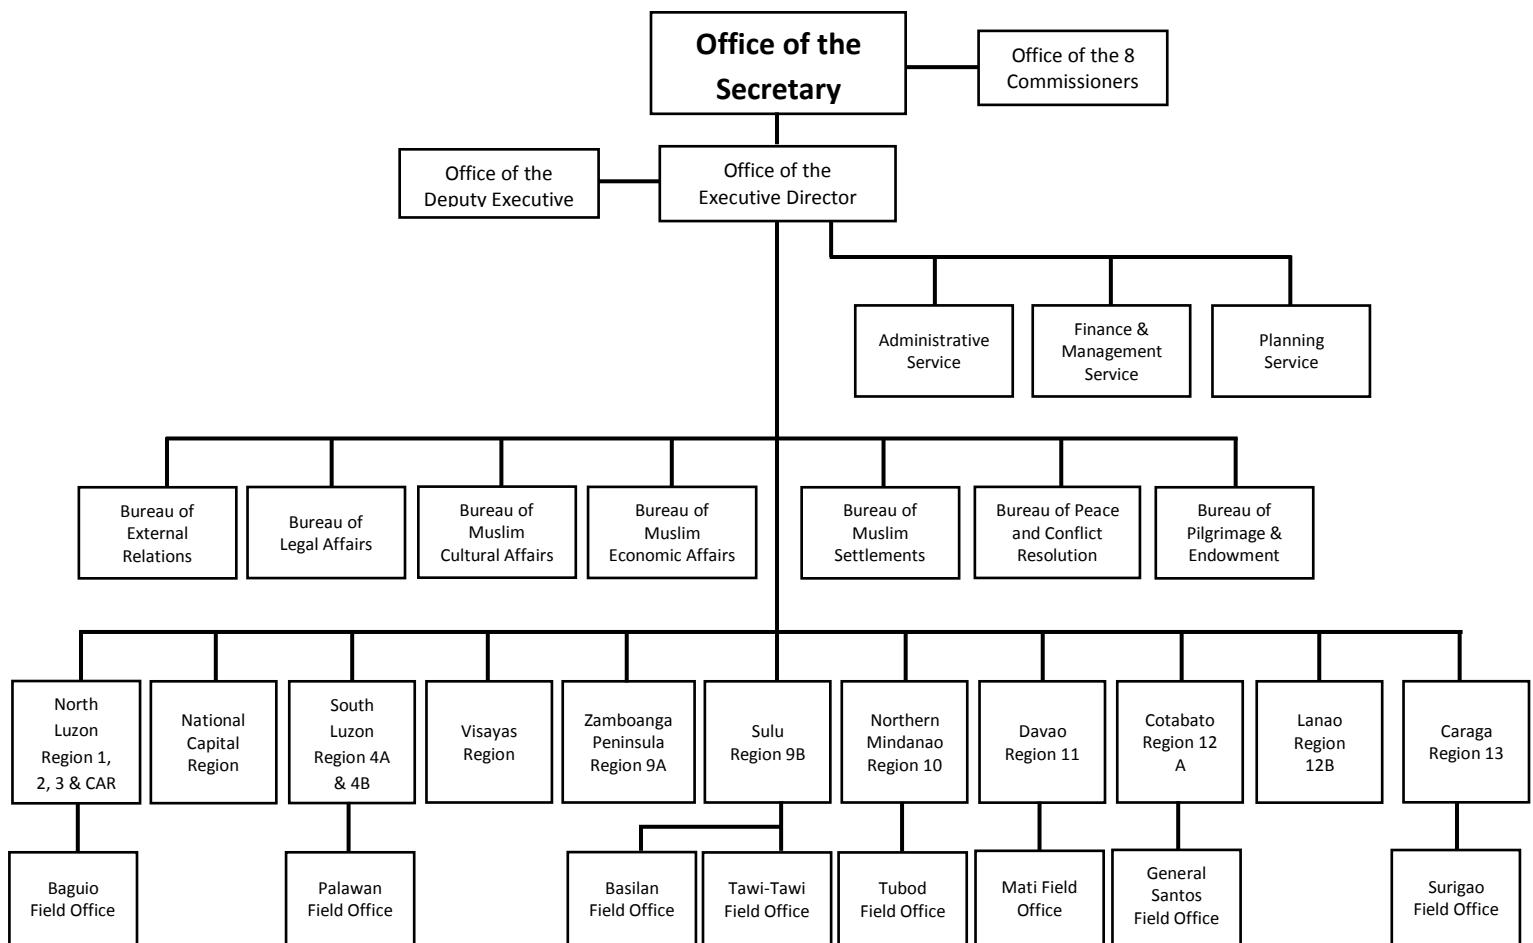 Office of the
Secretary
Office of the 8
Commissioners
Office of the
Deputy Executive
Office of the
Executive Director
Administrative
Service
Finance &
Management
Service
Planning
Service
Bureau of
External
Relations
Bureau of
Legal Affairs
Bureau of
Muslim
Cultural Affairs
Bureau of
Muslim
Economic Affairs
Bureau of
Muslim
Settlements
Bureau of Peace
and Conflict
Resolution
Bureau of
Pilgrimage &
Endowment
North
Luzon
Region 1,
2, 3 & CAR
National
Capital
Region
South
Luzon
Region 4A
& 4B
Visayas
Region
Zamboanga
Peninsula
Region 9A
Sulu
Region 9B
Northern
Mindanao
Region 10
Davao
Region 11
Cotabato
Region 12
A
Lanao
Region
12B
Caraga
Region 13
Baguio
Field Office
Palawan
Field Office
Basilan
Field Office
Tawi-Tawi
Field Office
Tubod
Field Office
Mati Field
Office
General
Santos
Field Office
Surigao
Field Office